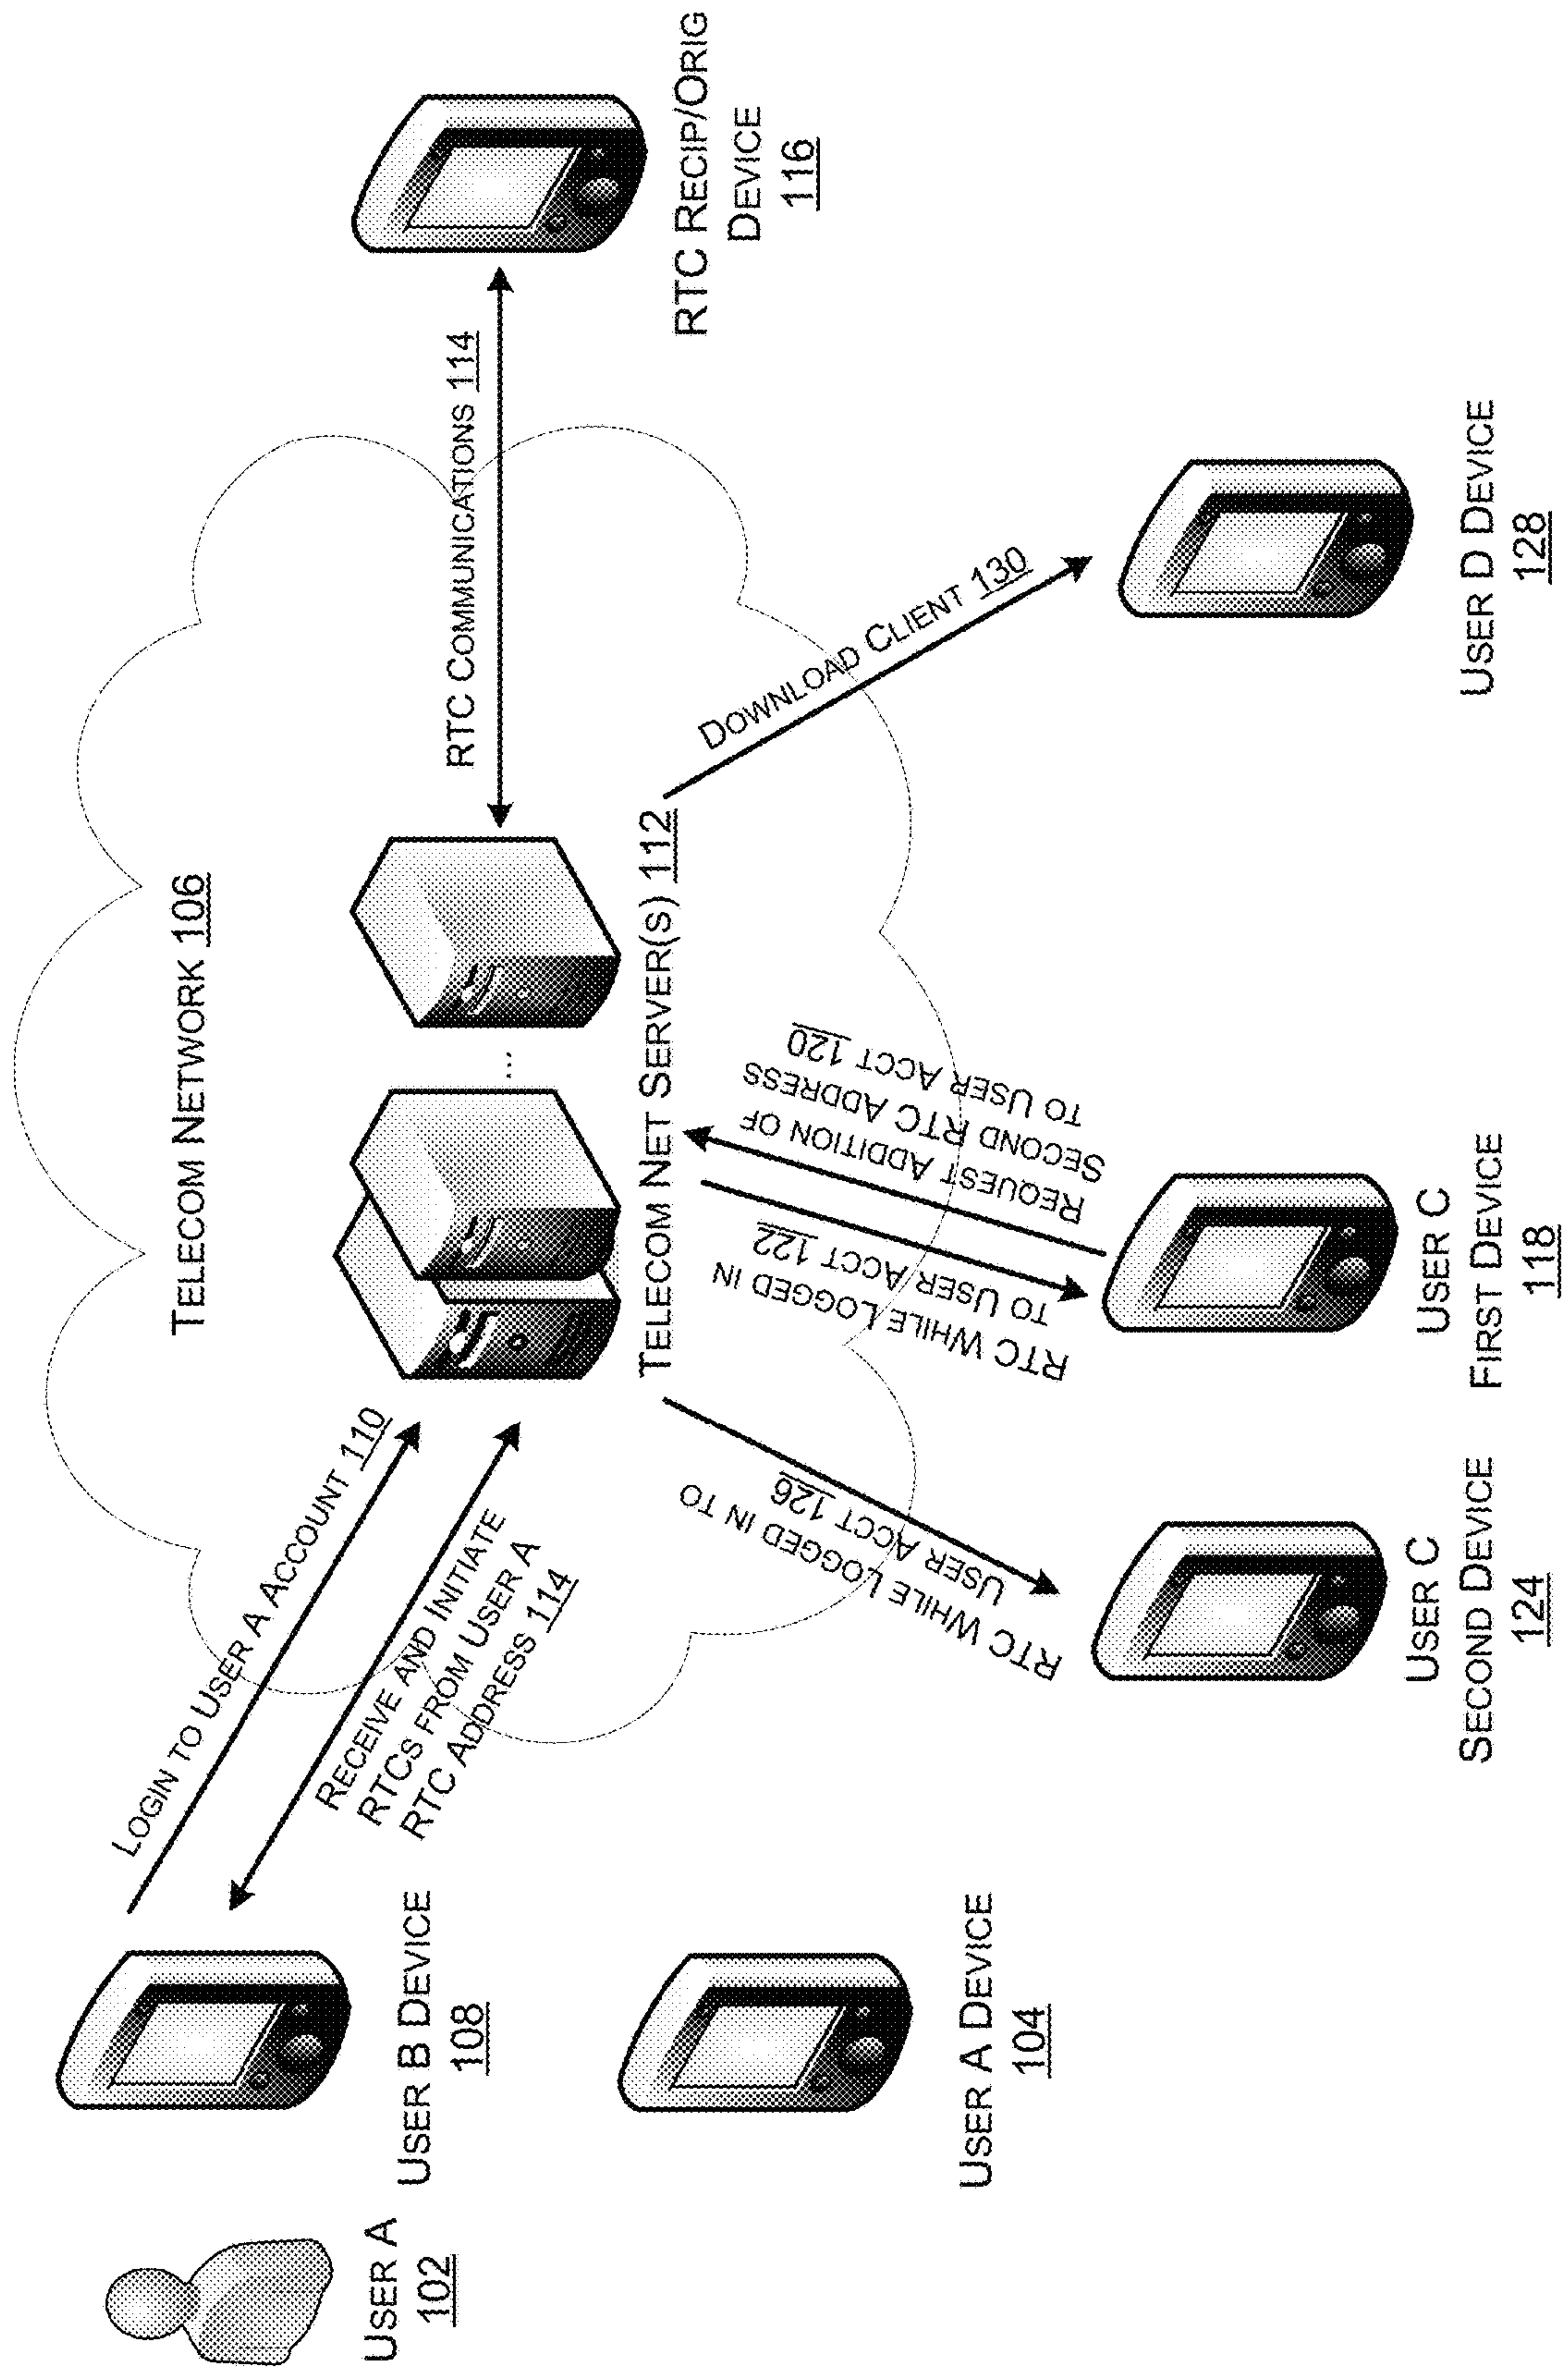 TELECOM NETWORK 106
LOGIN TO USER A ACCOUNT 110
RECEIVE AND INITIATE
RTCS FROM USER A
RTC ADDRESS 114
RTC COMMUNICATIONS 114
USER A
102
USER B DEVICE
108
TELECOM NET SERVER(S) 112
RTC RECIP/ORIG
DEVICE
116
USER A DEVICE
104
RTC WHILE LOGGED IN TO
USER ACCT 126
RTC WHILE LOGGED IN
TO USER ACCT 122
REQUEST ADDITION OF
SECOND RTC ADDRESS
TO USER ACCT 120
DOWNLOAD CLIENT 130
USER C
SECOND DEVICE
124
USER C
FIRST DEVICE
118
USER D DEVICE
128